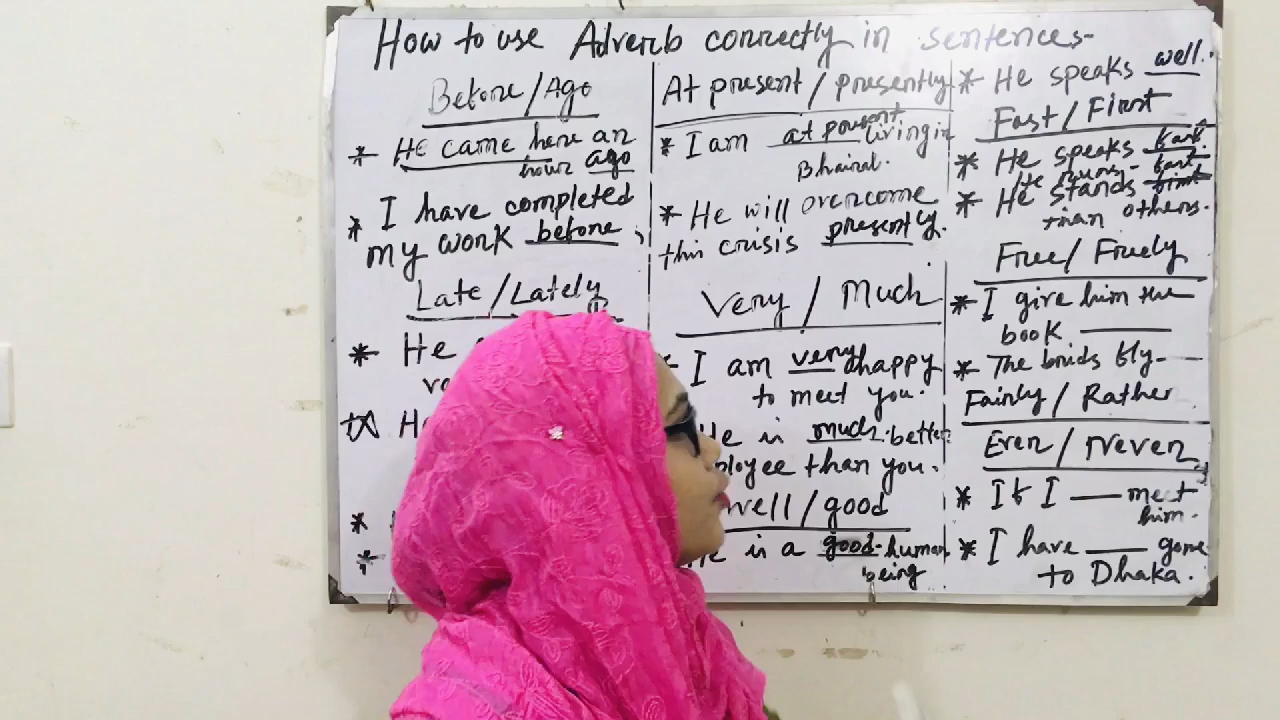 How to use Adverb correctly in sentences-
Before/Ago
* He came here an
hour ago
* I have completed
my work before,
Late/Lately
* He
* He
*
*
At present / presently
* I am at present living in
Bhairab.
* He will overcome
this crisis presently.
Very / Much
* I am very happy
to meet you.
He is much better
ployee than you.
well/good
He is a good human
being
* He speaks well.
Fast / First
* He speaks fast.
He runs fast
* He stands first
than others.
Free / Freely
* I give him the
book ____
* The birds fly-
Fairly / Rather
Ever / Never
* If I ____ meet
him.
* I have ____ gone
to Dhaka.